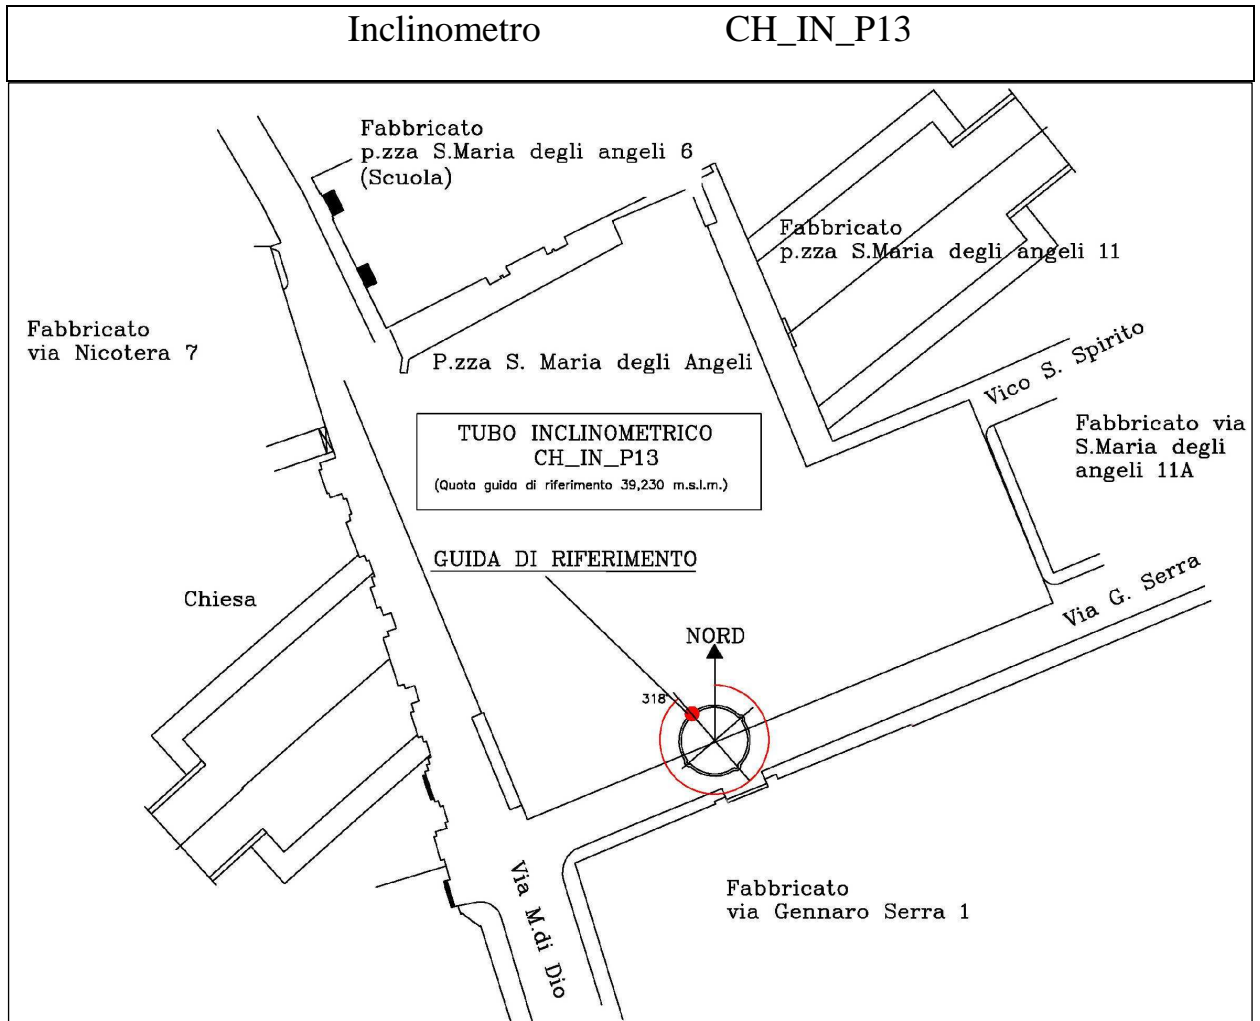 Inclinometro CH_IN_P13
Fabbricato
p.zza S.Maria degli angeli 6
(Scuola)
Fabbricato
p.zza S.Maria degli angeli 11
Fabbricato
via Nicotera 7
P.zza S. Maria degli Angeli
Vico S. Spirito
Fabbricato via
S.Maria degli
angeli 11A
TUBO INCLINOMETRICO
CH_IN_P13
(Quota guida di riferimento 39,230 m.s.l.m.)
GUIDA DI RIFERIMENTO
Chiesa
Via G. Serra
NORD
318°
Via M.di Dio
Fabbricato
via Gennaro Serra 1